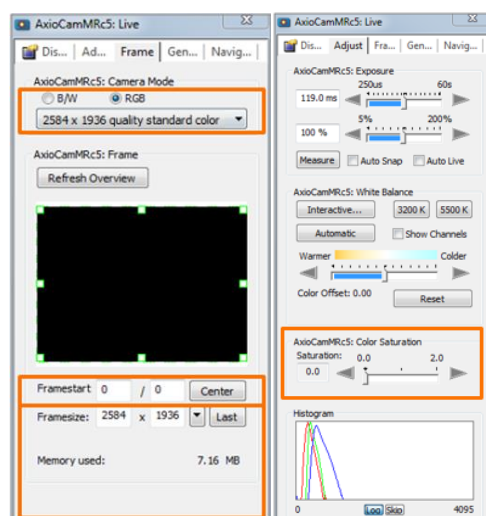 AxioCamMRc5: Live
Dis... Ad... Frame Gen... Navig...
AxioCamMRc5: Camera Mode
B/W RGB
2584 x 1936 quality standard color
AxioCamMRc5: Frame
Refresh Overview
Framestart 0 / 0 Center
Framesize: 2584 x 1936 Last
Memory used: 7.16 MB
AxioCamMRc5: Live
Dis... Adjust Fra... Gen... Navig...
AxioCamMRc5: Exposure
250us 60s
119.0 ms
5% 200%
100 %
Measure Auto Snap Auto Live
AxioCamMRc5: White Balance
Interactive... 3200 K 5500 K
Automatic Show Channels
Warmer Colder
Color Offset: 0.00 Reset
AxioCamMRc5: Color Saturation
Saturation: 0.0 2.0
0.0
Histogram
0 Log Skip 4095